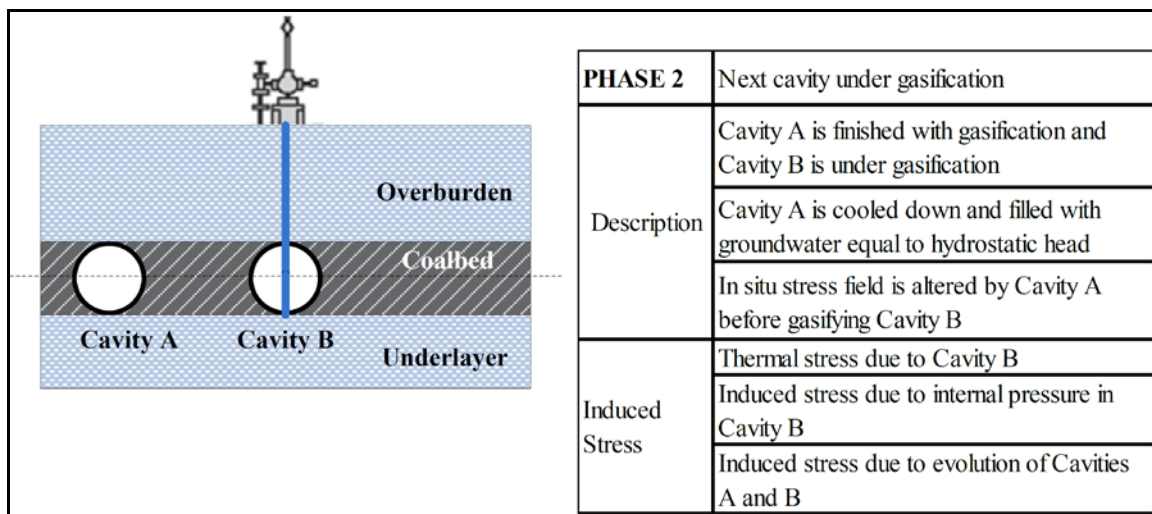 Overburden
Coalbed
Cavity A
Cavity B
Underlayer
PHASE 2
Next cavity under gasification
Description
Cavity A is finished with gasification and
Cavity B is under gasification
Cavity A is cooled down and filled with
groundwater equal to hydrostatic head
In situ stress field is altered by Cavity A
before gasifying Cavity B
Induced
Stress
Thermal stress due to Cavity B
Induced stress due to internal pressure in
Cavity B
Induced stress due to evolution of Cavities
A and B